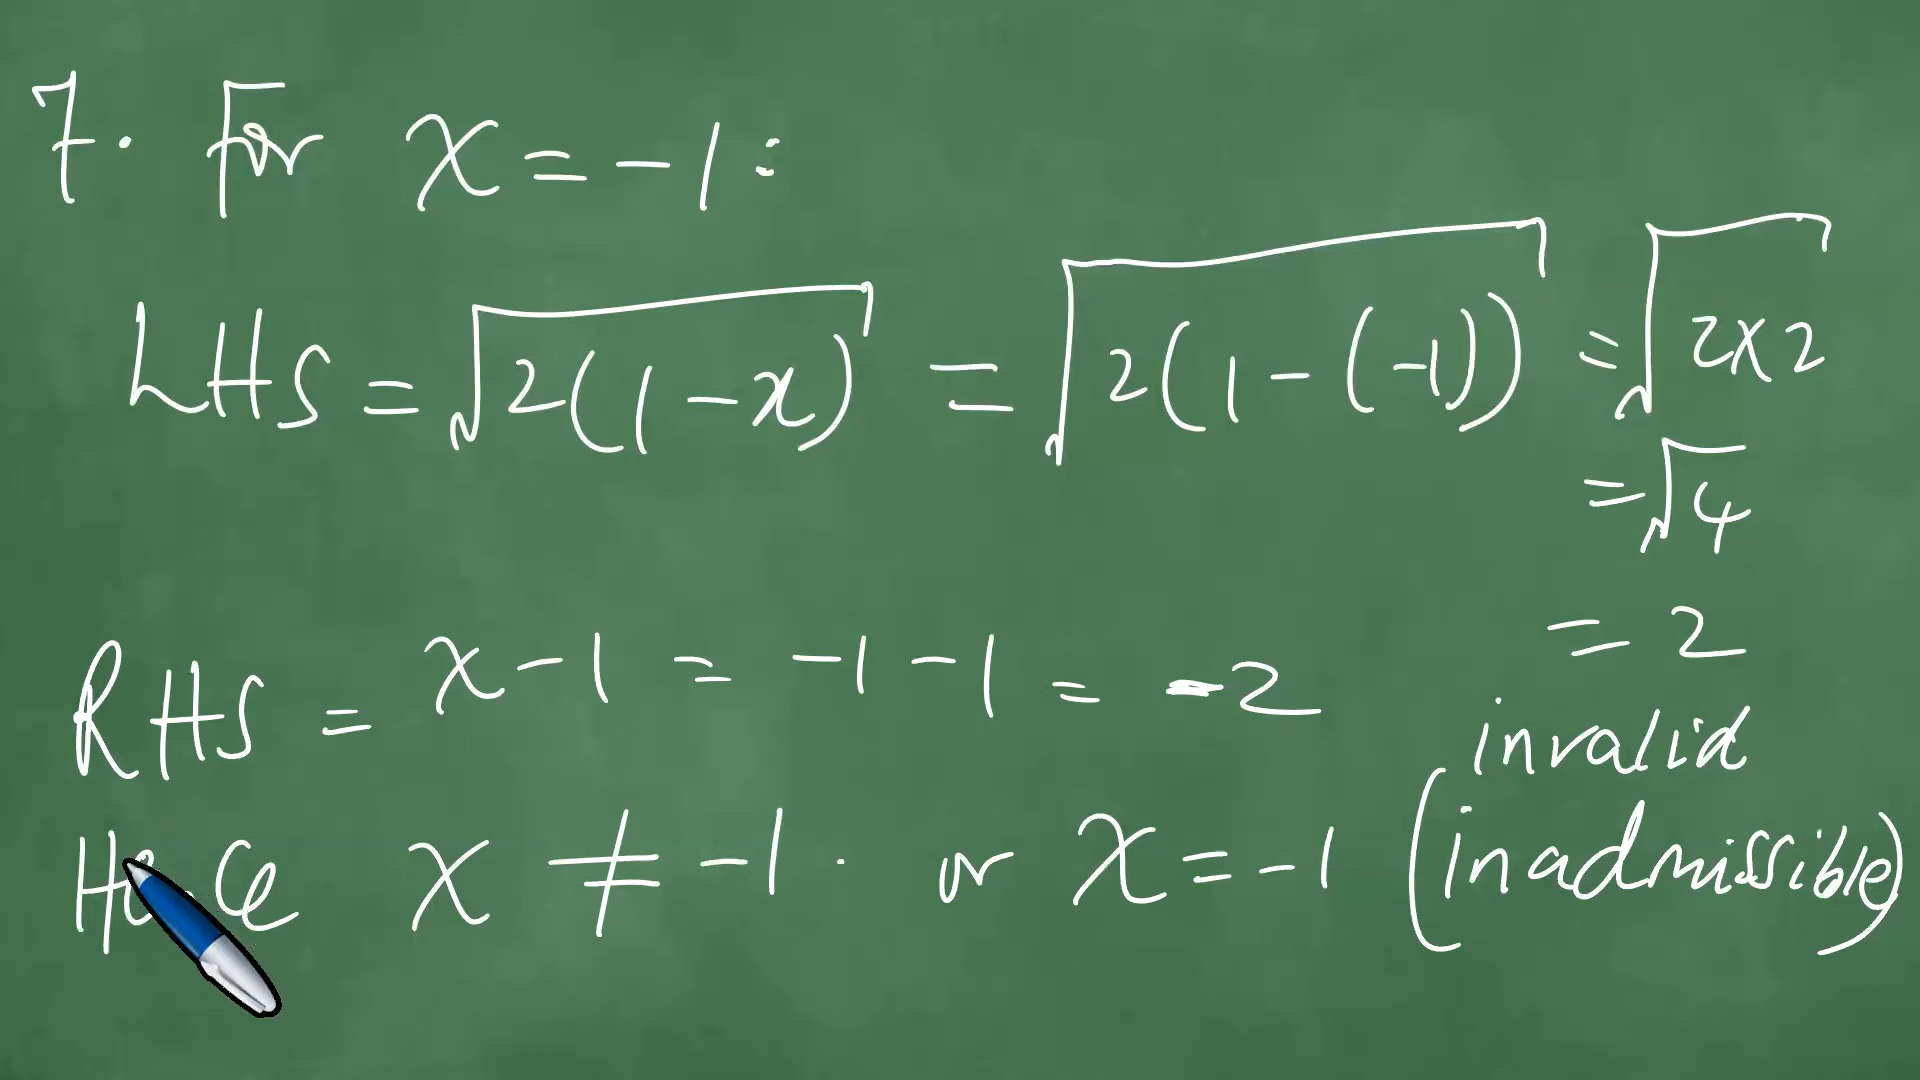 7. For x = -1:
LHS = √2(1-x) = √2(1-(-1)) = √2x2
= √4
= 2
RHS = x-1 = -1-1 = -2
invalid
x ≠ -1. or x = -1 (inadmissible)